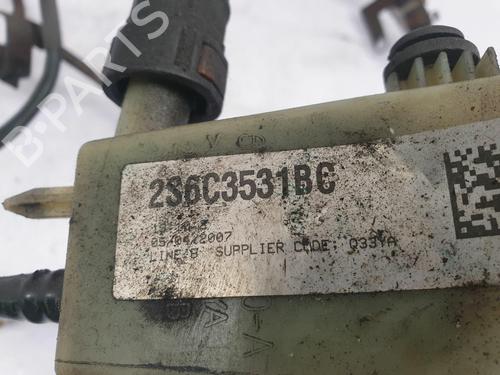 B-PARTS
2S6C3531BC
05/04/2007
LINE 8 SUPPLIER CODE: Q33YA